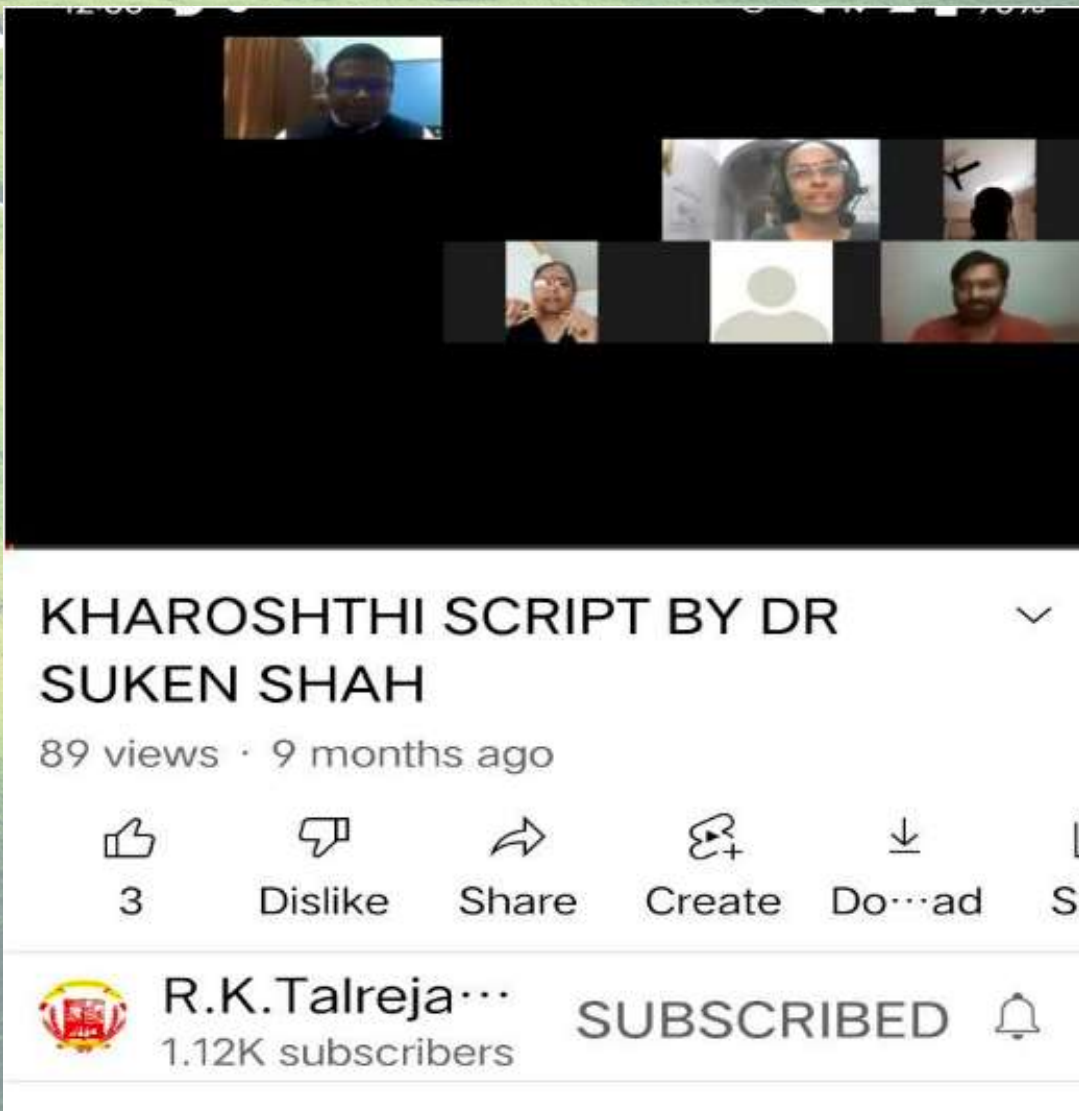 KHAROSHTHI SCRIPT BY DR
SUKEN SHAH
89 views · 9 months ago
3 Dislike Share Create Do···ad S
R.K.Talreja···
SUBSCRIBED
1.12K subscribers